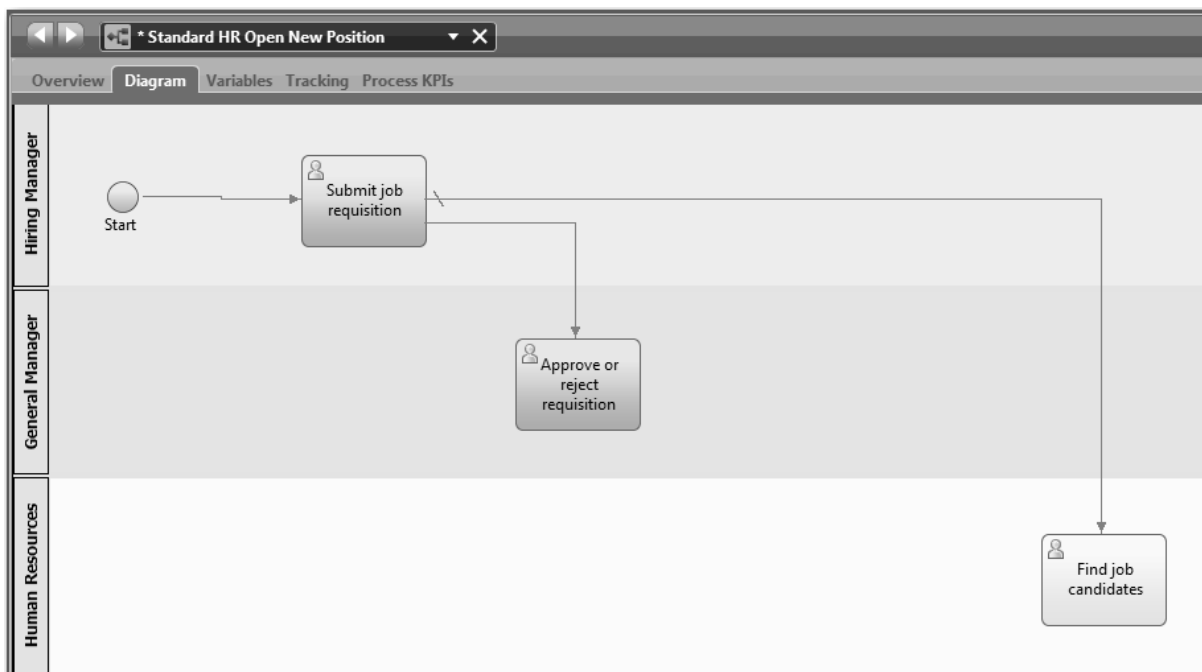 * Standard HR Open New Position
Overview Diagram Variables Tracking Process KPIs
Hiring Manager
Start
Submit job
requisition
General Manager
Approve or
reject
requisition
Human Resources
Find job
candidates